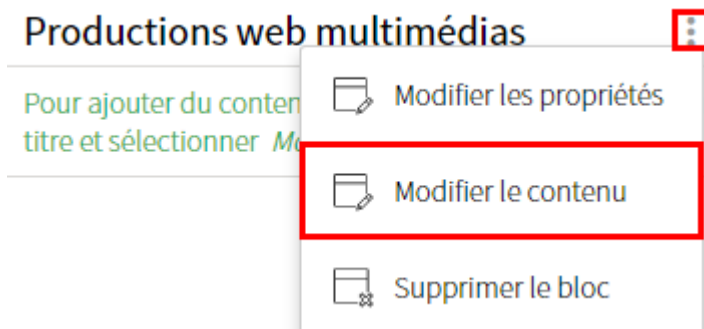 Productions web multimédias
Pour ajouter du conten
titre et sélectionner
Modifier les propriétés
Modifier le contenu
Supprimer le bloc